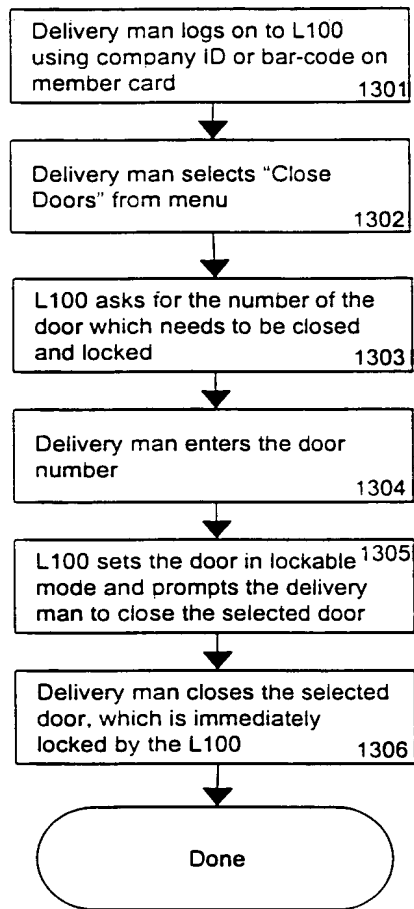 Delivery man logs on to L100
using company ID or bar-code on
member card
1301
Delivery man selects "Close
Doors" from menu
1302
L100 asks for the number of the
door which needs to be closed
and locked
1303
Delivery man enters the door
number
1304
L100 sets the door in lockable 1305
mode and prompts the delivery
man to close the selected door
Delivery man closes the selected
door, which is immediately
locked by the L100
1306
Done